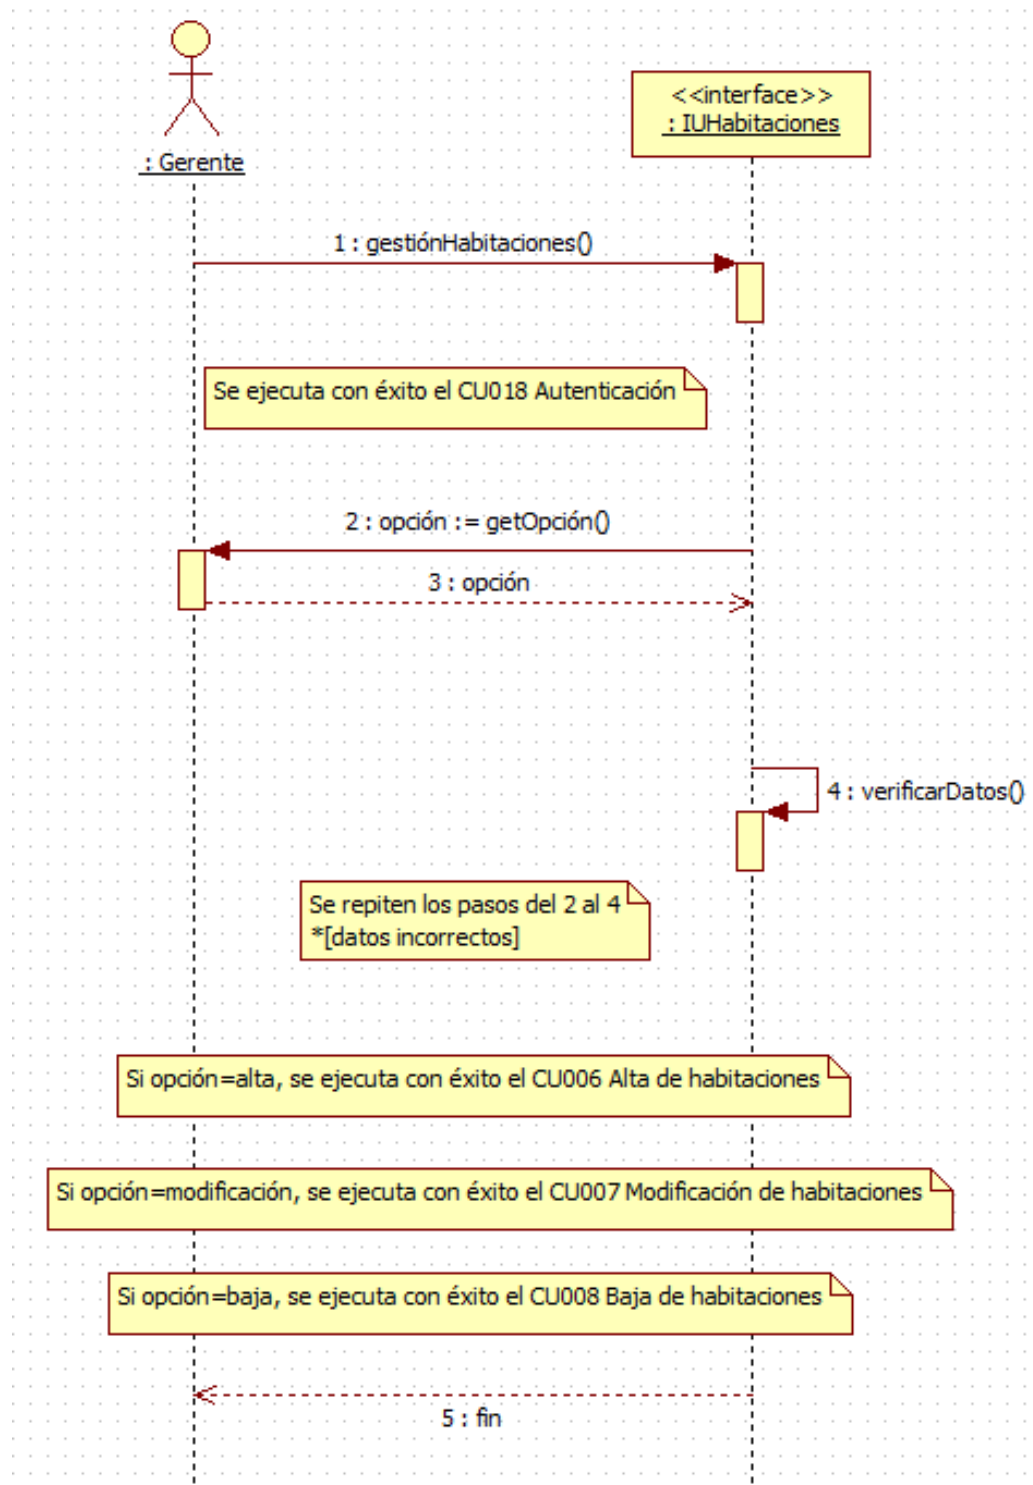 <<interface>>
: IUHabitaciones
: Gerente
1 : gestiónHabitaciones()
Se ejecuta con éxito el CU018 Autenticación
2 : opción := getOpción()
3 : opción
4 : verificarDatos()
Se repiten los pasos del 2 al 4
*[datos incorrectos]
Si opción=alta, se ejecuta con éxito el CU006 Alta de habitaciones
Si opción=modificación, se ejecuta con éxito el CU007 Modificación de habitaciones
Si opción=baja, se ejecuta con éxito el CU008 Baja de habitaciones
5 : fin